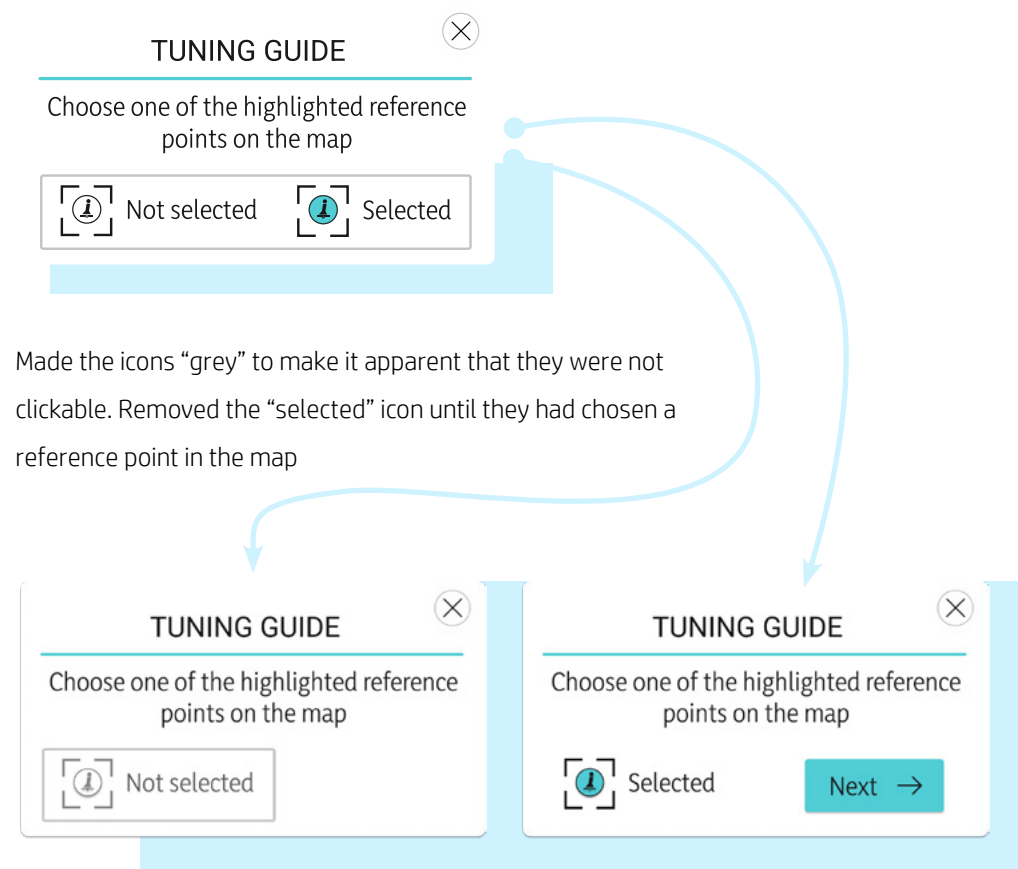 TUNING GUIDE
Choose one of the highlighted reference
points on the map
Not selected
Selected
Made the icons “grey” to make it apparent that they were not
clickable. Removed the “selected” icon until they had chosen a
reference point in the map
TUNING GUIDE
Choose one of the highlighted reference
points on the map
Not selected
TUNING GUIDE
Choose one of the highlighted reference
points on the map
Selected
Next →